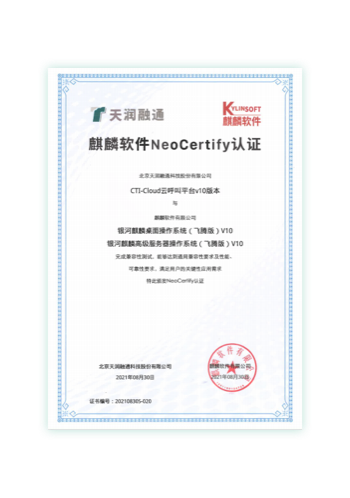 天润融通
KYLINSOFT
麒麟软件
麒麟软件NeoCertify认证
北京天润融通科技股份有限公司
CTI-Cloud云呼叫平台v10版本
与
麒麟软件有限公司
银河麒麟桌面操作系统（飞腾版）V10
银河麒麟高级服务器操作系统（飞腾版）V10
完成兼容性测试，能够达到通用兼容性要求及性能、
可靠性要求，满足用户的关键性应用需求
特此颁发NeoCerify认证
北京天润融通科技股份有限公司
麒麟软件有限公司
2021年08月30日
2021年08月30日
证书编号：202108305-020